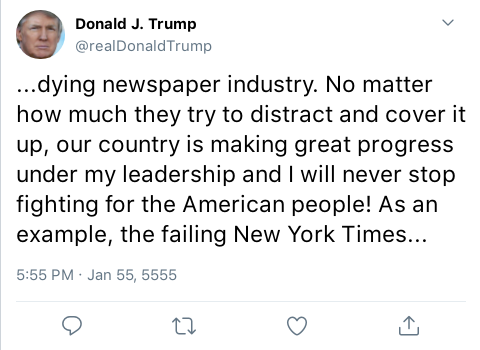 Donald J. Trump
@realDonaldTrump
...dying newspaper industry. No matter
how much they try to distract and cover it
up, our country is making great progress
under my leadership and I will never stop
fighting for the American people! As an
example, the failing New York Times...
5:55 PM · Jan 55, 5555